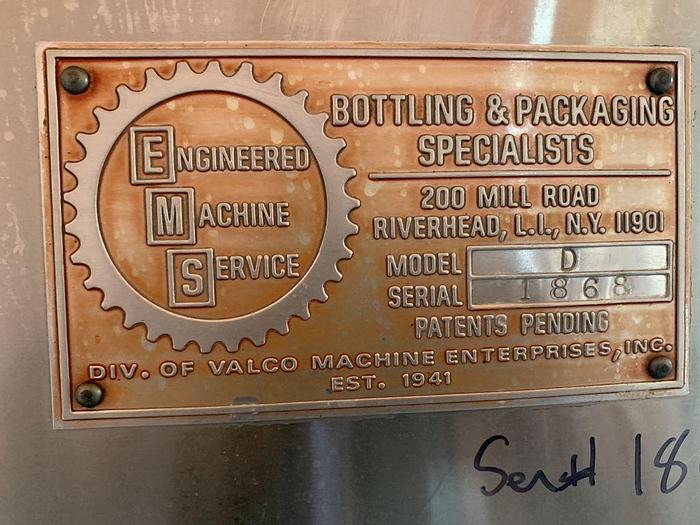 ENGINEERED
MACHINE
SERVICE
BOTTLING & PACKAGING
SPECIALISTS
200 MILL ROAD
RIVERHEAD, L.I., N.Y. 11901
MODEL D
SERIAL 1868
PATENTS PENDING
DIV. OF VALCO MACHINE ENTERPRISES, INC.
EST. 1941
18